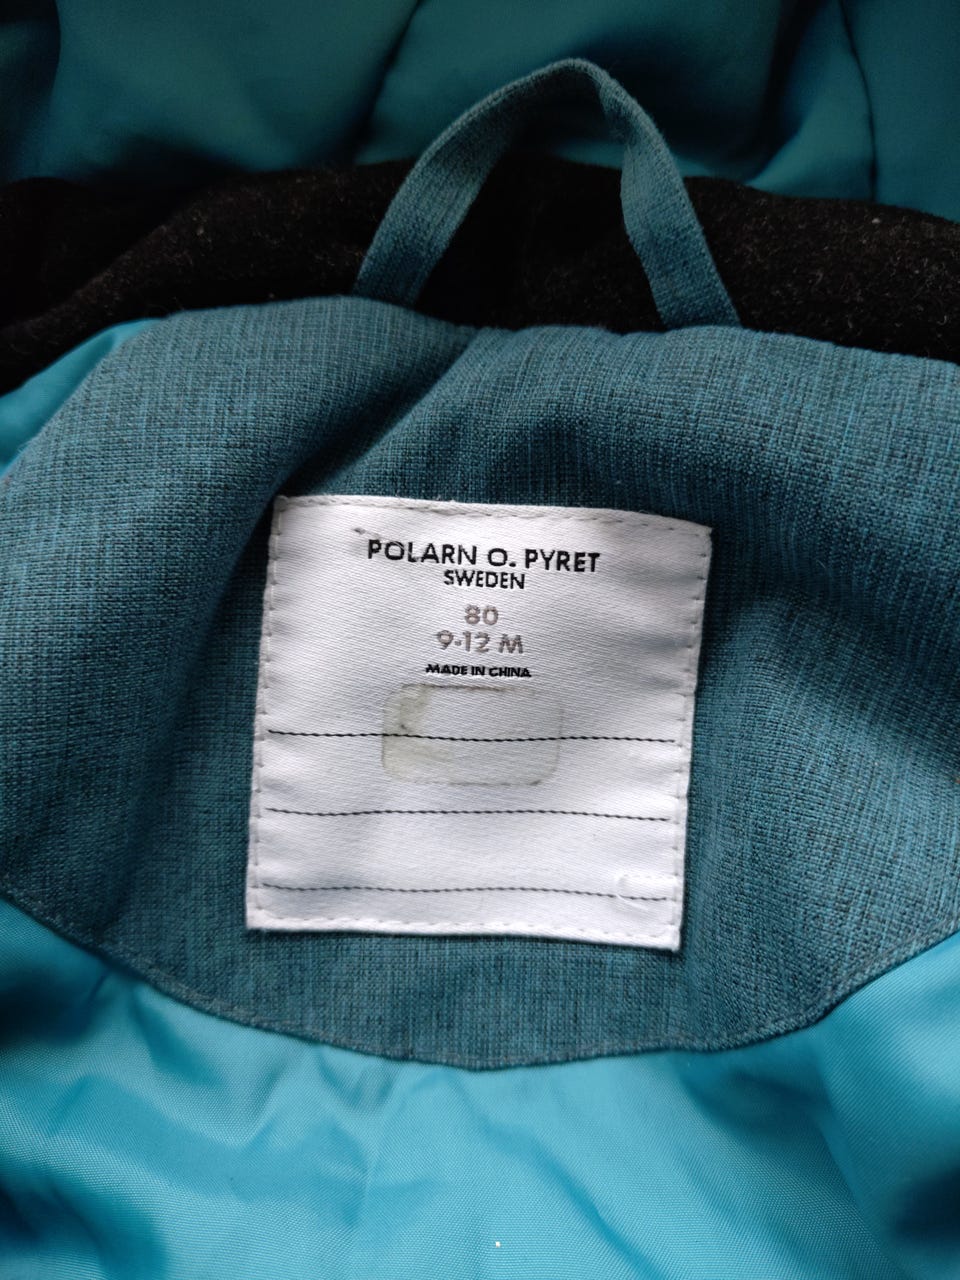 POLARN O. PYRET
SWEDEN
80
9-12 M
MADE IN CHINA